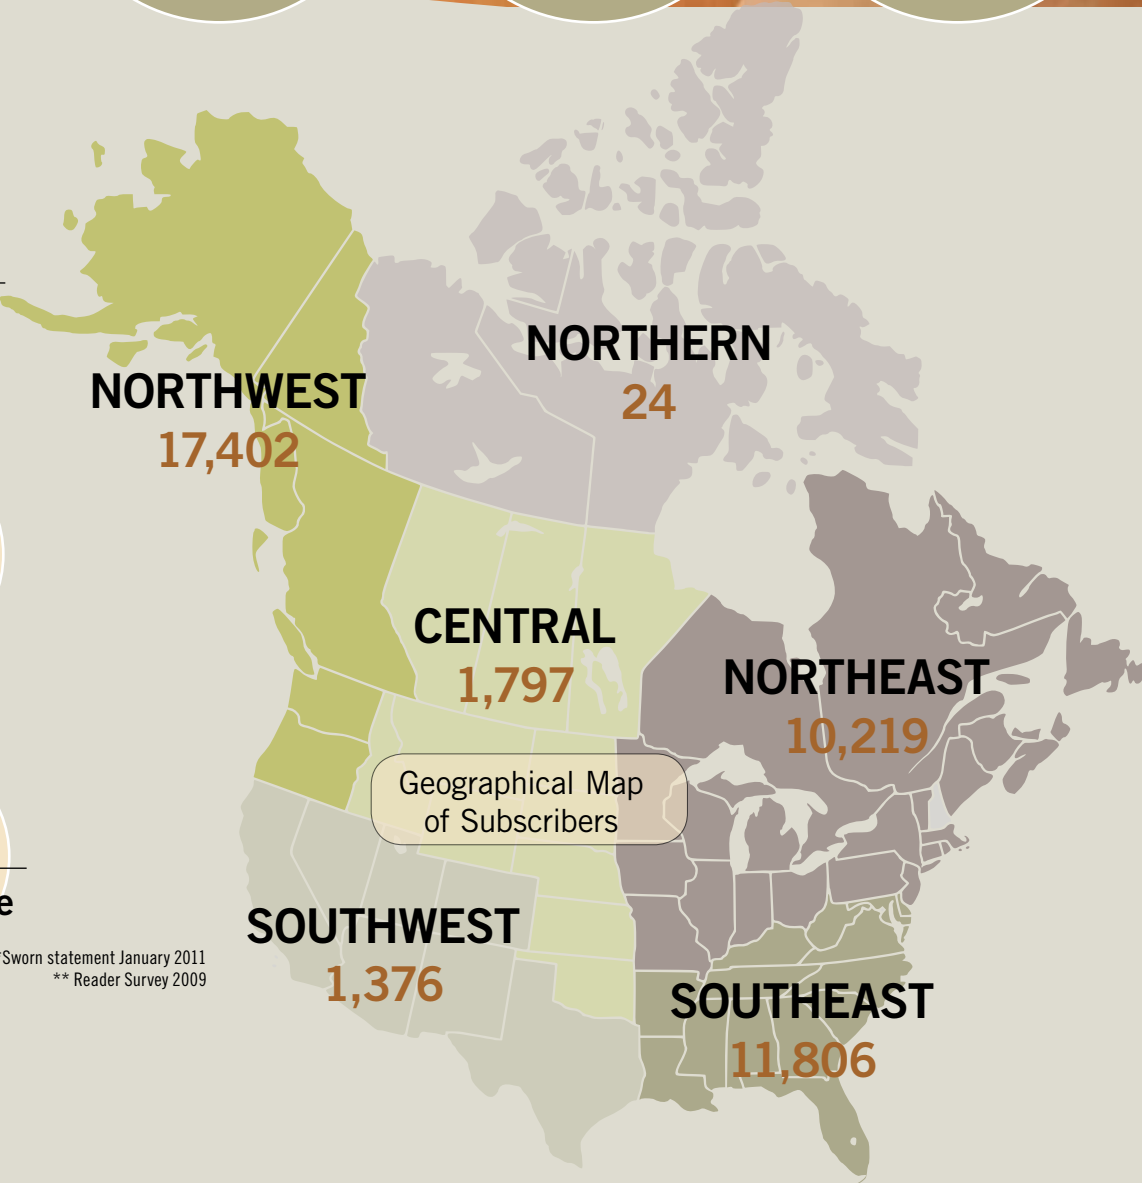 NORTHERN
24
NORTHWEST
17,402
CENTRAL
1,797
NORTHEAST
10,219
Geographical Map
of Subscribers
e
SOUTHWEST
1,376
*Sworn statement January 2011
** Reader Survey 2009
SOUTHEAST
11,806